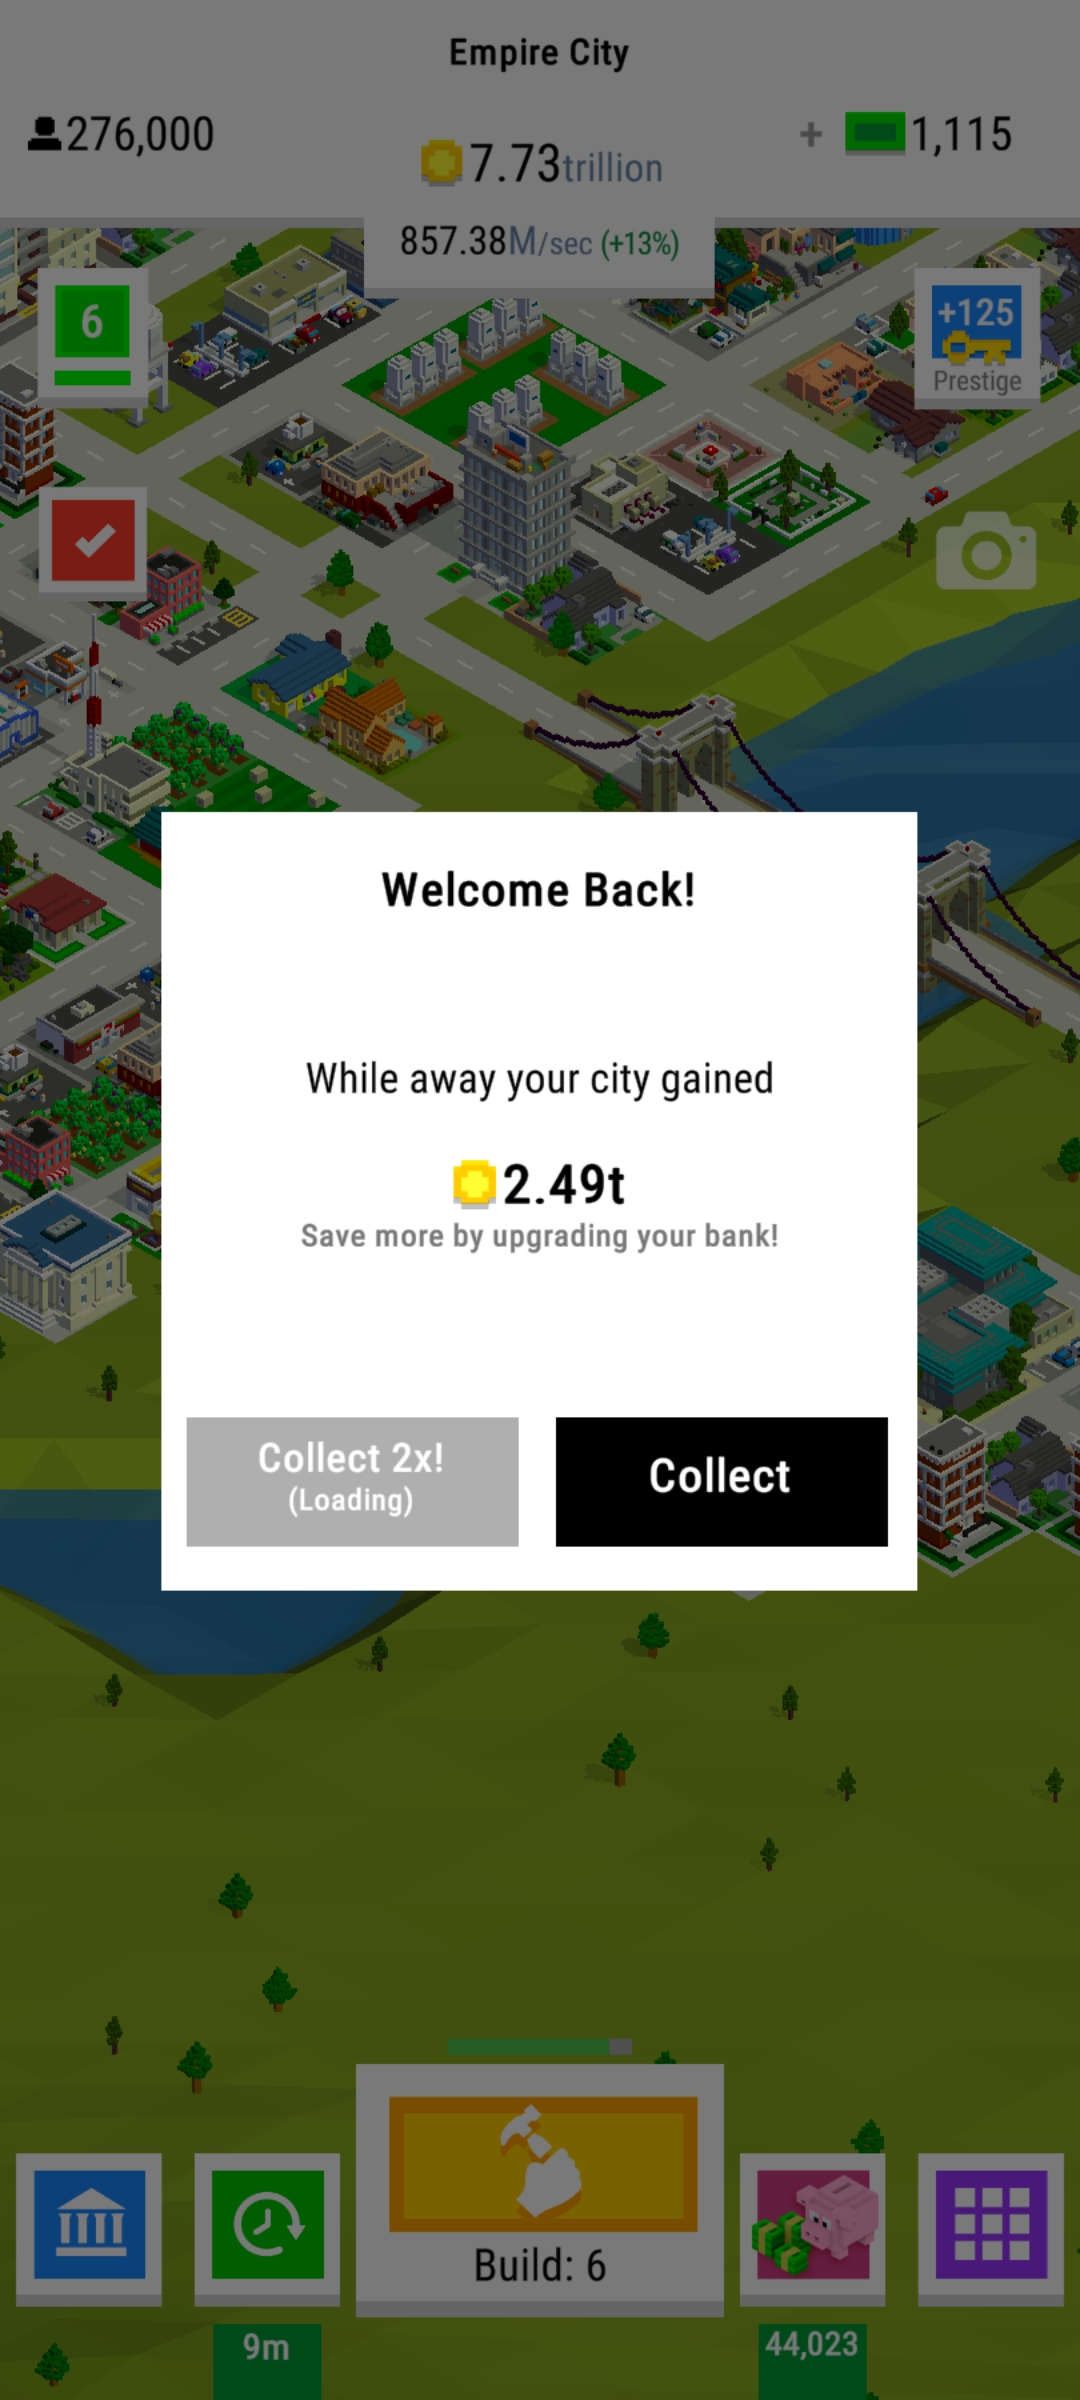 Empire City
276,000
7.73trillion
+ 1,115
857.38M/sec (+13%)
6
+125
Prestige
Welcome Back!
While away your city gained
2.49t
Save more by upgrading your bank!
Collect 2x!
(Loading)
Collect
Build: 6
9m
44,023